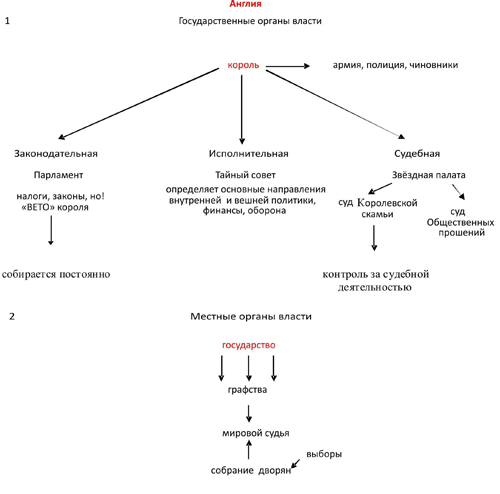 Англия
1 Государственные органы власти
король армия, полиция, чиновники
Законодательная Исполнительная Судебная
Парламент Тайный совет Звёздная палата
налоги, законы, но!
«ВЕТО» короля
определяет основные направления
внутренней и вешней политики,
финансы, оборона
суд Королевской
скамьи
суд
Общественных
прошений
собирается постоянно
контроль за судебной
деятельностью
2 Местные органы власти
государство
графства
мировой судья
выборы
собрание дворян